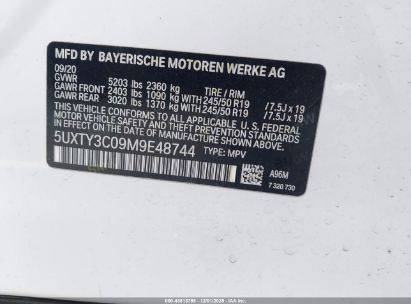 MFD BY BAYERISCHE MOTOREN WERKE AG
09/20
GVWR 5203 lbs 2360 kg TIRE / RIM
GAWR FRONT 2403 lbs 1090 kg WITH 245/50 R19 /7.5J x 19
GAWR REAR 3020 lbs 1370 kg WITH 245/50 R19 /7.5J x 19
THIS VEHICLE CONFORMS TO ALL APPLICABLE U.S. FEDERAL
MOTOR VEHICLE SAFETY STANDARDS IN EFFECT ON THE
DATE OF MANUFACTURE SHOWN ABOVE.
5UXTY3C09M9E48744 TYPE: MPV
A96M
7 320 730